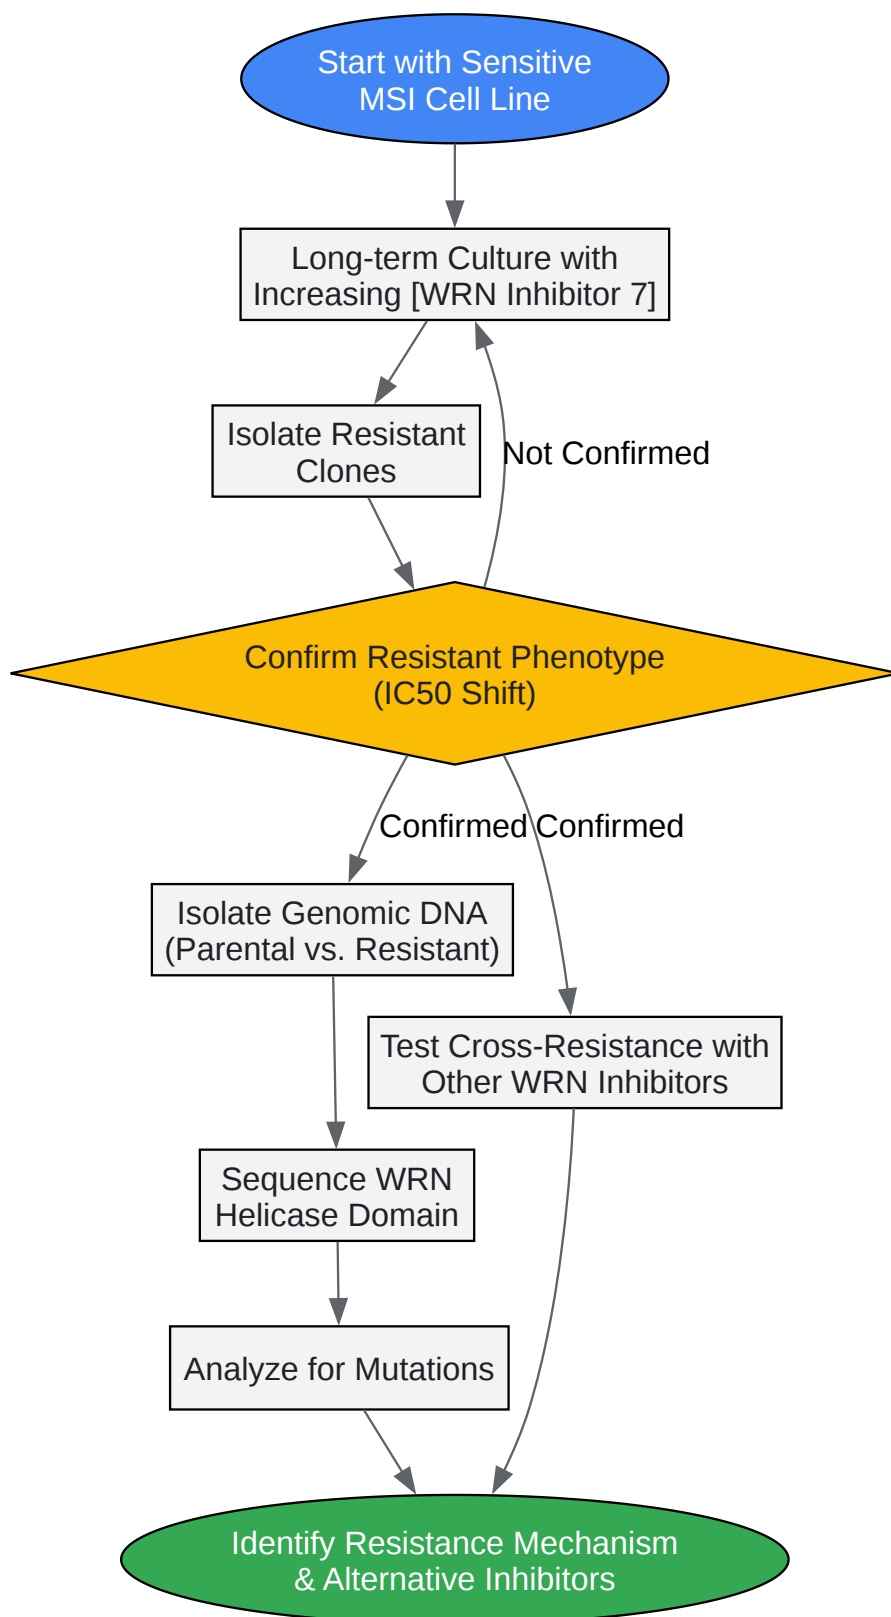 Start with Sensitive
MSI Cell Line
Long-term Culture with
Increasing [WRN Inhibitor 7]
Isolate Resistant
Clones
Not Confirmed
Confirm Resistant Phenotype
(IC50 Shift)
Confirmed
Confirmed
Isolate Genomic DNA
(Parental vs. Resistant)
Test Cross-Resistance with
Other WRN Inhibitors
Sequence WRN
Helicase Domain
Analyze for Mutations
Identify Resistance Mechanism
& Alternative Inhibitors